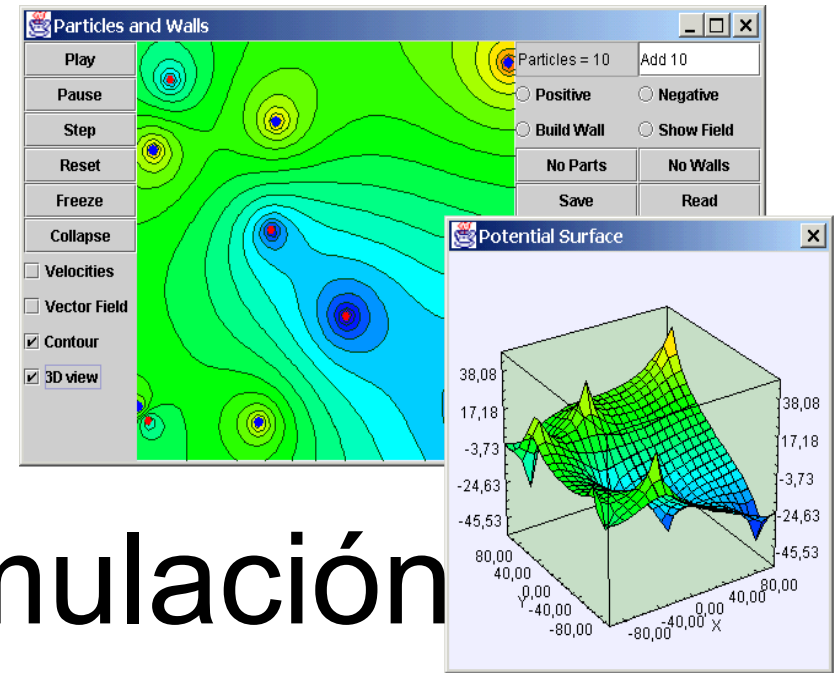 Particles and Walls
Play
Pause
Step
Reset
Freeze
Collapse
Velocities
Vector Field
Contour
3D view
Particles = 10
Add 10
Positive
Negative
Build Wall
Show Field
No Parts
No Walls
Save
Read
Potential Surface
38,08
17,18
-3,73
-24,63
-45,53
38,08
17,18
-3,73
-24,63
-45,53
80,00
40,00
0,00
Y
-40,00
-80,00
-80,00
-40,00
0,00
X
40,00
80,00
mulación